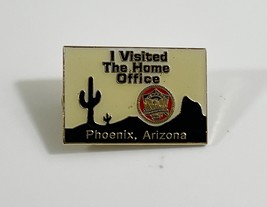 I Visited
The Home
Office
Phoenix, Arizona